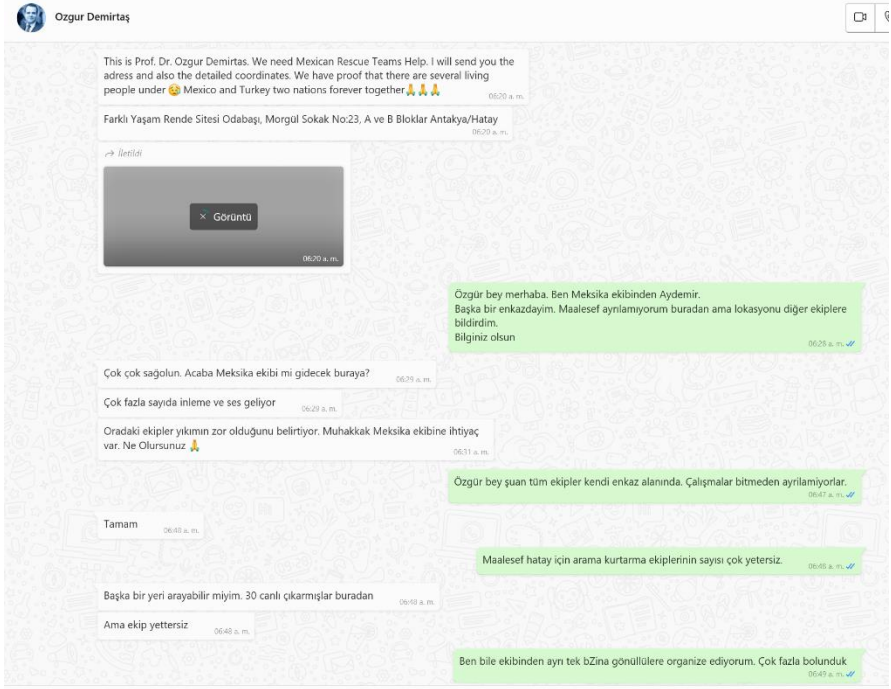 Ozgur Demirtaş
This is Prof. Dr. Ozgur Demirtas. We need Mexican Rescue Teams Help. I will send you the
adress and also the detailed coordinates. We have proof that there are several living
people under 😥 Mexico and Turkey two nations forever together🙏🙏🙏
06:20 a. m.
Farklı Yaşam Rende Sitesi Odabaşı, Morgül Sokak No:23, A ve B Bloklar Antakya/Hatay
06:20 a. m.
İletildi
Görüntü
06:20 a. m.
Özgür bey merhaba. Ben Meksika ekibinden Aydemir.
Başka bir enkazdayim. Maalesef ayrılamıyorum buradan ama lokasyonu diğer ekiplere
bildirdim.
Bilginiz olsun
06:28 a. m.
Çok çok sağolun. Acaba Meksika ekibi mi gidecek buraya?
06:29 a. m.
Çok fazla sayıda inleme ve ses geliyor
06:29 a. m.
Oradaki ekipler yıkımın zor olduğunu belirtiyor. Muhakkak Meksika ekibine ihtiyaç
var. Ne Olursunuz 🙏
06:31 a. m.
Özgür bey şuan tüm ekipler kendi enkaz alanında. Çalışmalar bitmeden ayrilamiyorlar.
06:47 a. m.
Tamam
06:48 a. m.
Maalesef hatay için arama kurtarma ekiplerinin sayısı çok yetersiz.
06:48 a. m.
Başka bir yeri arayabilir miyim. 30 canlı çıkarmışlar buradan
06:48 a. m.
Ama ekip yettersiz
06:48 a. m.
Ben bile ekibinden ayrı tek bZina gönüllülere organize ediyorum. Çok fazla bolunduk
06:49 a. m.